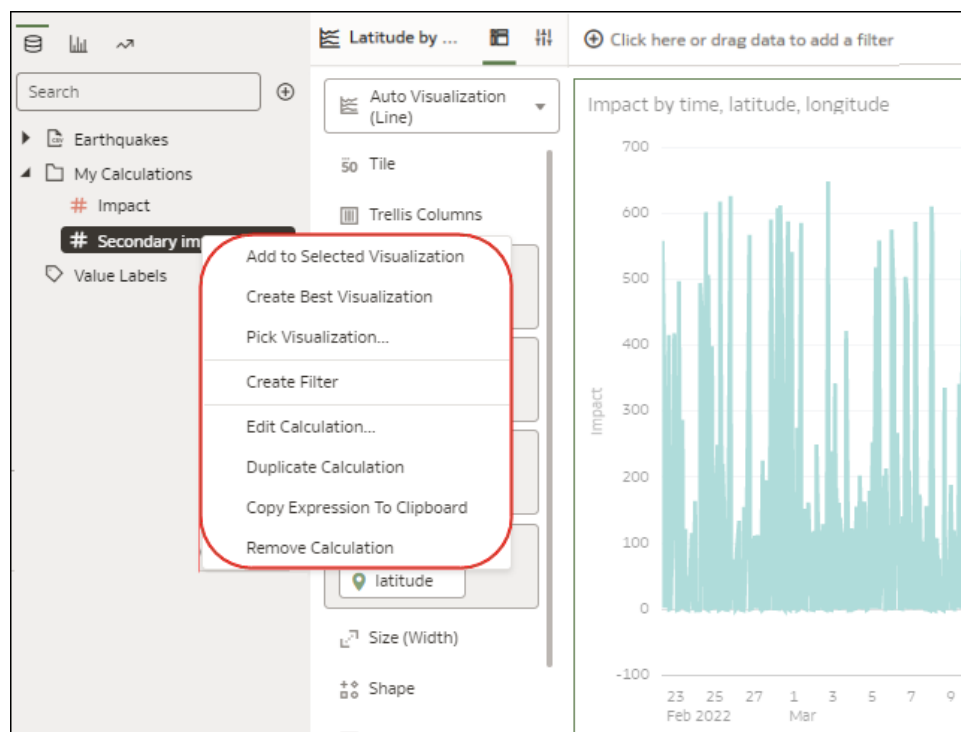 Search
Earthquakes
My Calculations
Impact
Secondary im
Value Labels
Add to Selected Visualization
Create Best Visualization
Pick Visualization...
Create Filter
Edit Calculation...
Duplicate Calculation
Copy Expression To Clipboard
Remove Calculation
Latitude by ...
Auto Visualization
(Line)
50 Tile
Trellis Columns
latitude
Size (Width)
Shape
Click here or drag data to add a filter
Impact by time, latitude, longitude
Impact
700
600
500
400
300
200
100
0
-100
23 25 27 1 3 5 7 9
Feb 2022 Mar